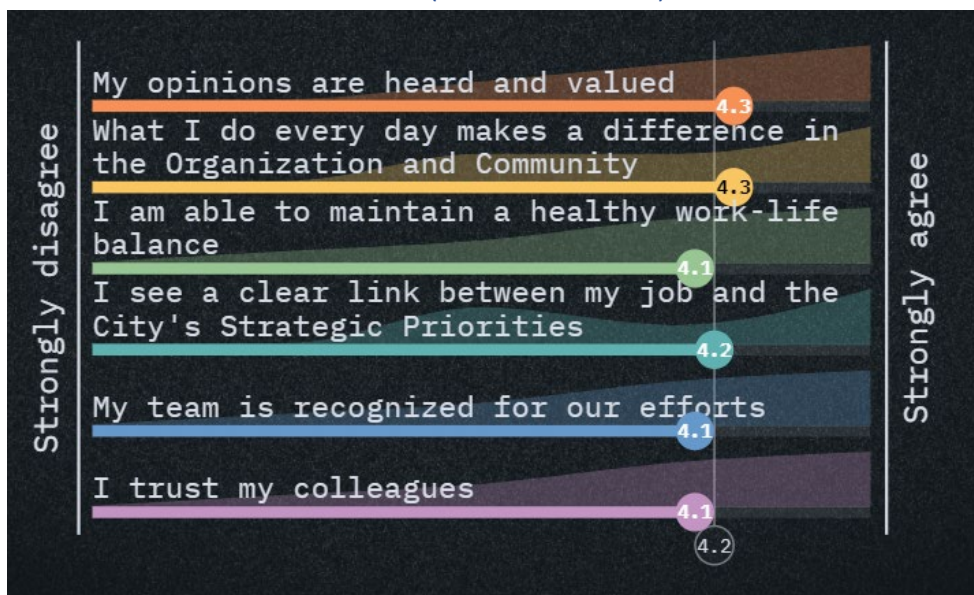 Strongly disagree
My opinions are heard and valued
4.3
What I do every day makes a difference in
the Organization and Community
4.3
I am able to maintain a healthy work-life
balance
4.1
I see a clear link between my job and the
City's Strategic Priorities
4.2
My team is recognized for our efforts
4.1
I trust my colleagues
4.1
4.2
Strongly agree